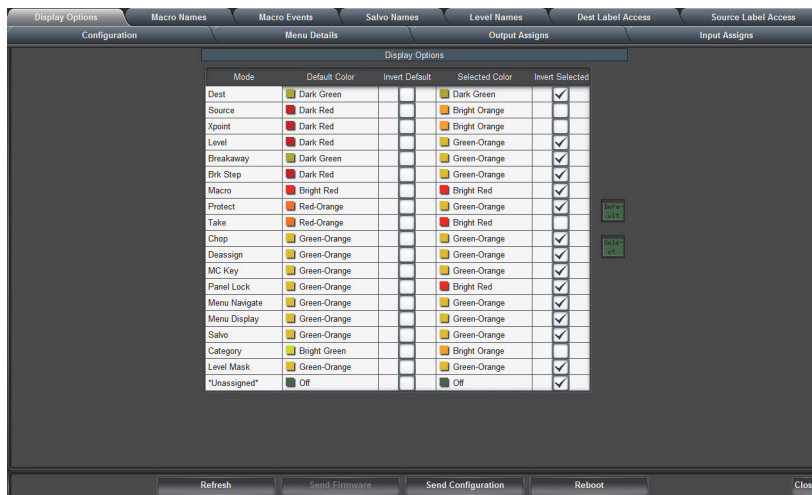 Display Options Macro Names Macro Events Salvo Names Level Names Dest Label Access Source Label Access
Configuration Menu Details Output Assigns Input Assigns
Display Options
Mode Default Color Invert Default Selected Color Invert Selected
Dest Dark Green Dark Green
Source Dark Red Bright Orange
Xpoint Dark Red Bright Orange
Level Dark Red Green-Orange
Breakaway Dark Green Green-Orange
Brk Step Dark Red Green-Orange
Macro Bright Red Bright Red
Protect Red-Orange Green-Orange
Take Red-Orange Bright Red
Chop Green-Orange Green-Orange
Deassign Green-Orange Green-Orange
MC Key Green-Orange Green-Orange
Panel Lock Green-Orange Bright Red
Menu Navigate Green-Orange Green-Orange
Menu Display Green-Orange Green-Orange
Salvo Green-Orange Green-Orange
Category Bright Green Bright Orange
Level Mask Green-Orange Green-Orange
*Unassigned* Off Off
Defa-
ult
Sele-
ct
Refresh Send Firmware Send Configuration Reboot Clos